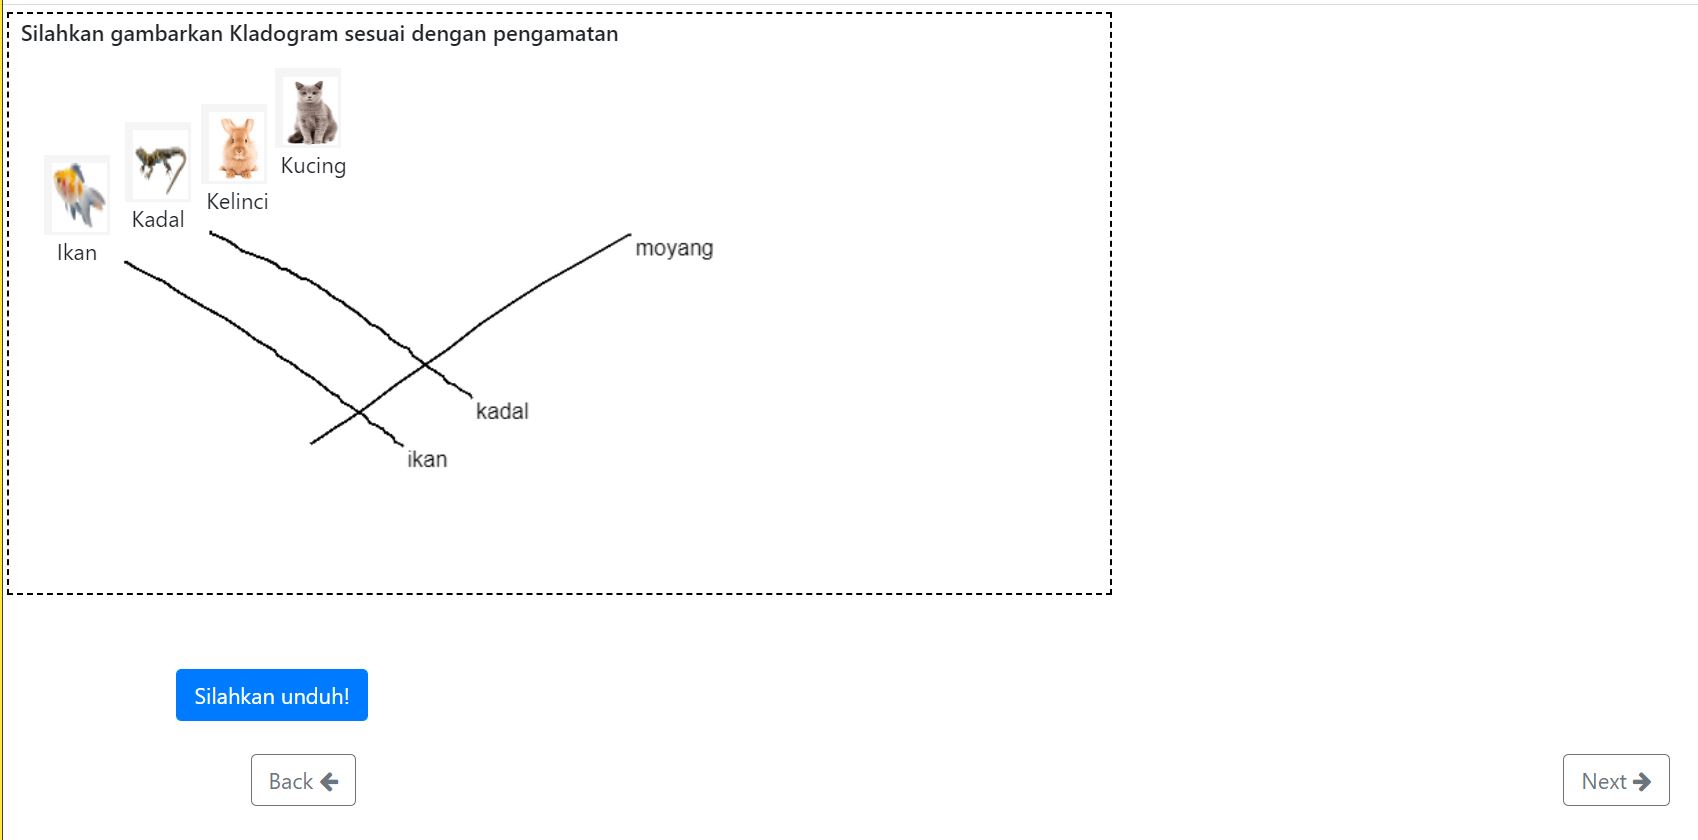 Silahkan gambarkan Kladogram sesuai dengan pengamatan
Ikan
Kadal
Kelinci
Kucing
moyang
kadal
ikan
Silahkan unduh!
Back
Next